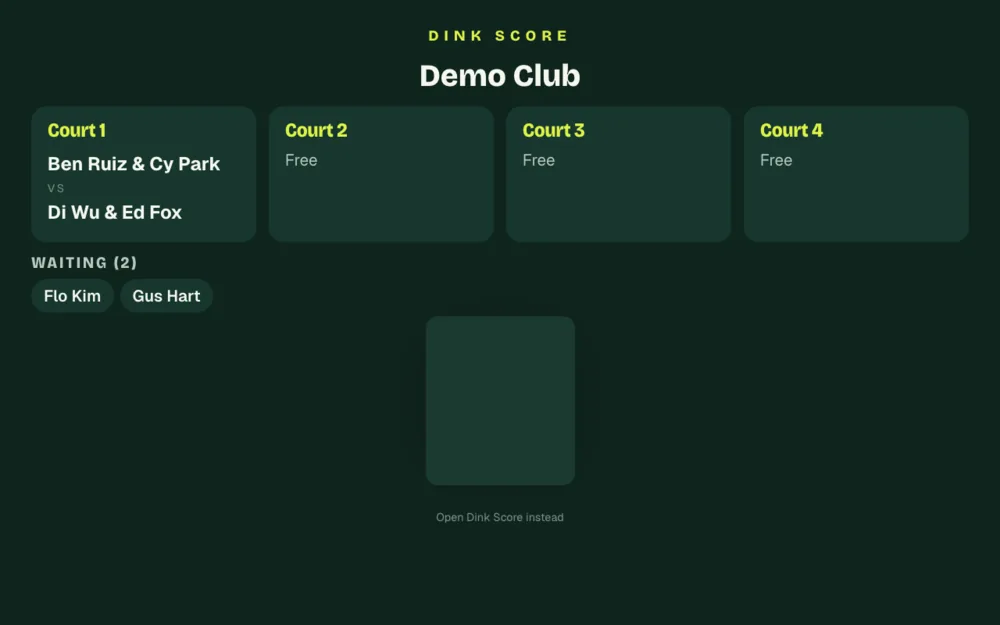 DINK SCORE
Demo Club
Court 1
Ben Ruiz & Cy Park
VS
Di Wu & Ed Fox
Court 2
Free
Court 3
Free
Court 4
Free
WAITING (2)
Flo Kim
Gus Hart
Open Dink Score instead